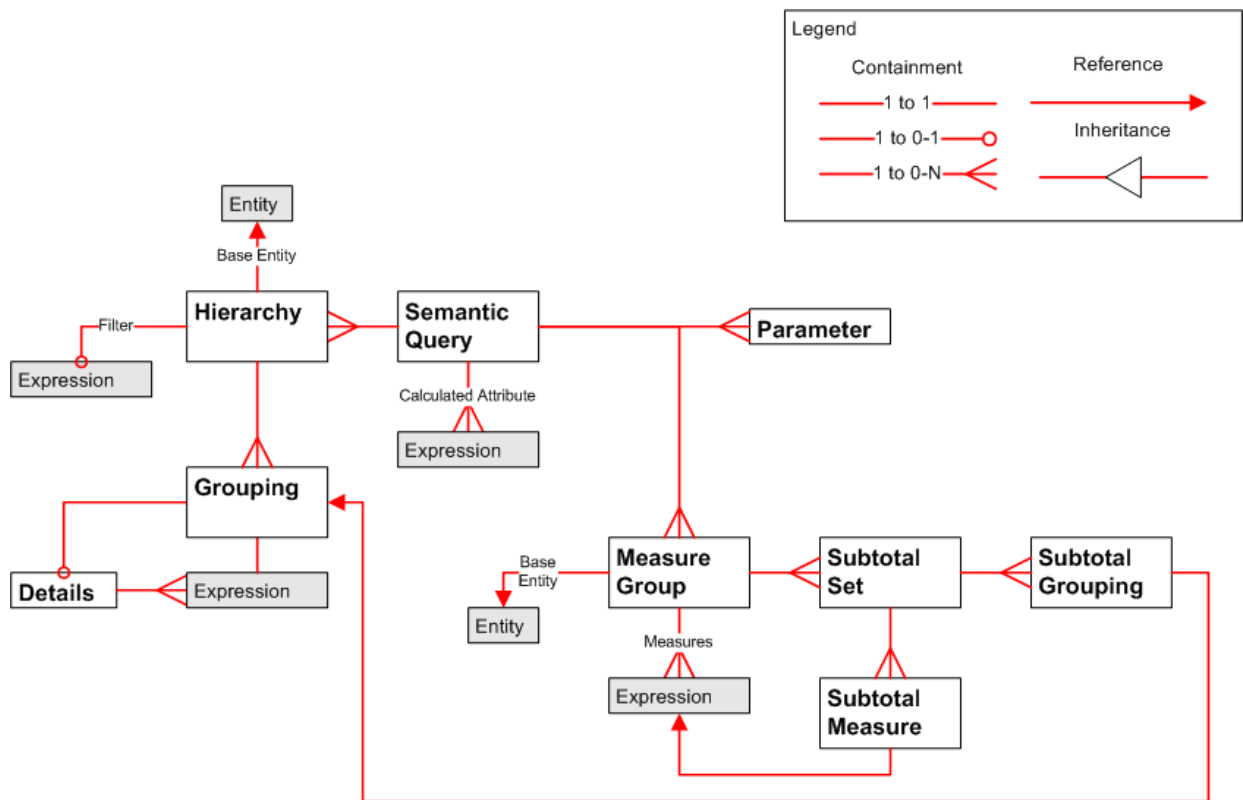 Legend
Containment
Reference
1 to 1
1 to 0-1
Inheritance
1 to 0-N
Entity
Base Entity
Hierarchy
Semantic
Query
Parameter
Filter
Expression
Calculated Attribute
Expression
Grouping
Details
Expression
Base
Entity
Entity
Measure
Group
Subtotal
Set
Subtotal
Grouping
Measures
Expression
Subtotal
Measure